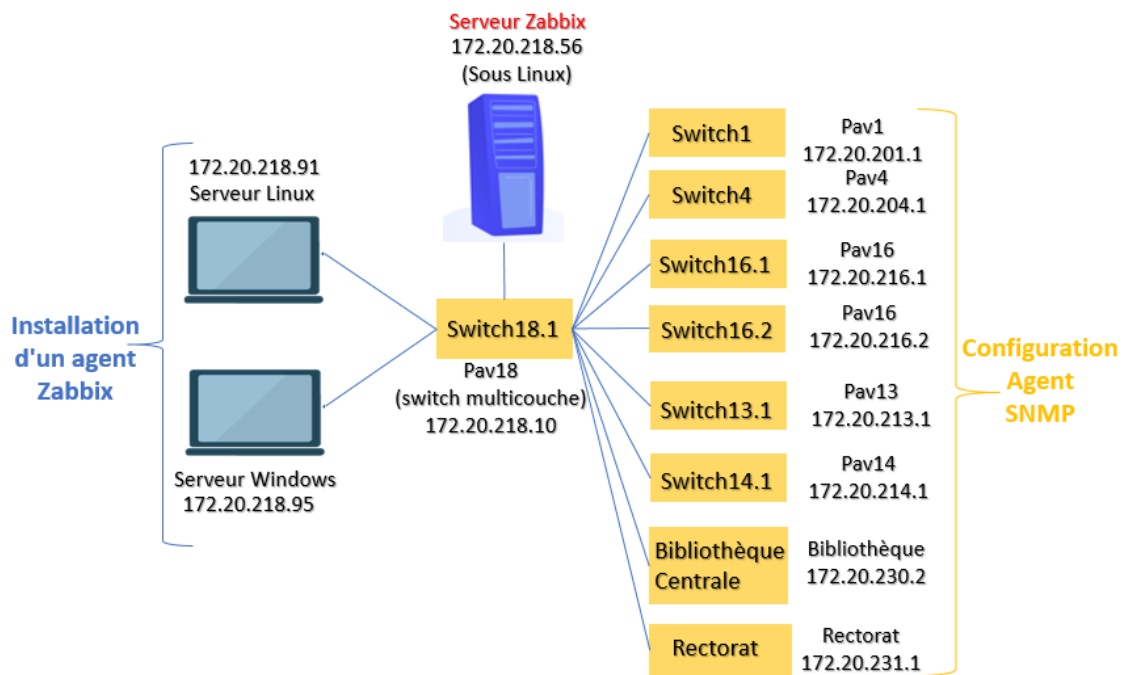 Serveur Zabbix
172.20.218.56
(Sous Linux)
172.20.218.91
Serveur Linux
Installation
d'un agent
Zabbix
Serveur Windows
172.20.218.95
Switch18.1
Pav18
(switch multicouche)
172.20.218.10
Switch1
Pav1
172.20.201.1
Switch4
Pav4
172.20.204.1
Switch16.1
Pav16
172.20.216.1
Switch16.2
Pav16
172.20.216.2
Switch13.1
Pav13
172.20.213.1
Switch14.1
Pav14
172.20.214.1
Bibliothèque
Centrale
Bibliothèque
172.20.230.2
Rectorat
Rectorat
172.20.231.1
Configuration
Agent
SNMP